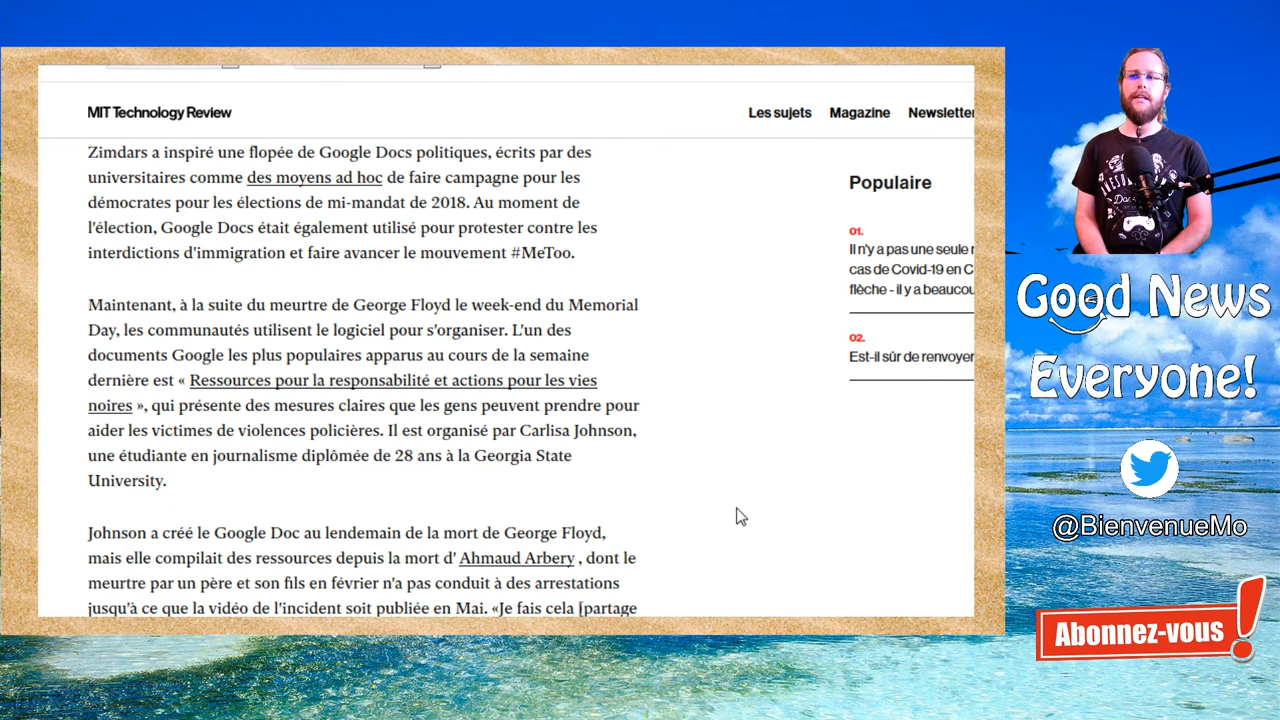 MIT Technology Review
Les sujets Magazine Newsletter
Zimdars a inspiré une flopée de Google Docs politiques, écrits par des
universitaires comme des moyens ad hoc de faire campagne pour les
démocrates pour les élections de mi-mandat de 2018. Au moment de
l'élection, Google Docs était également utilisé pour protester contre les
interdictions d'immigration et faire avancer le mouvement #MeToo.
Maintenant, à la suite du meurtre de George Floyd le week-end du Memorial
Day, les communautés utilisent le logiciel pour s'organiser. L'un des
documents Google les plus populaires apparus au cours de la semaine
dernière est « Ressources pour la responsabilité et actions pour les vies
noires », qui présente des mesures claires que les gens peuvent prendre pour
aider les victimes de violences policières. Il est organisé par Carlisa Johnson,
une étudiante en journalisme diplômée de 28 ans à la Georgia State
University.
Johnson a créé le Google Doc au lendemain de la mort de George Floyd,
mais elle compilait des ressources depuis la mort d' Ahmaud Arbery , dont le
meurtre par un père et son fils en février n'a pas conduit à des arrestations
jusqu'à ce que la vidéo de l'incident soit publiée en Mai. «Je fais cela [partage
Populaire
01.
Il n'y a pas une seule
cas de Covid-19 en C
flèche - il y a beaucou
02.
Est-il sûr de renvoyer
AWESOME
Good News
Everyone!
@BienvenueMo
Abonnez-vous !